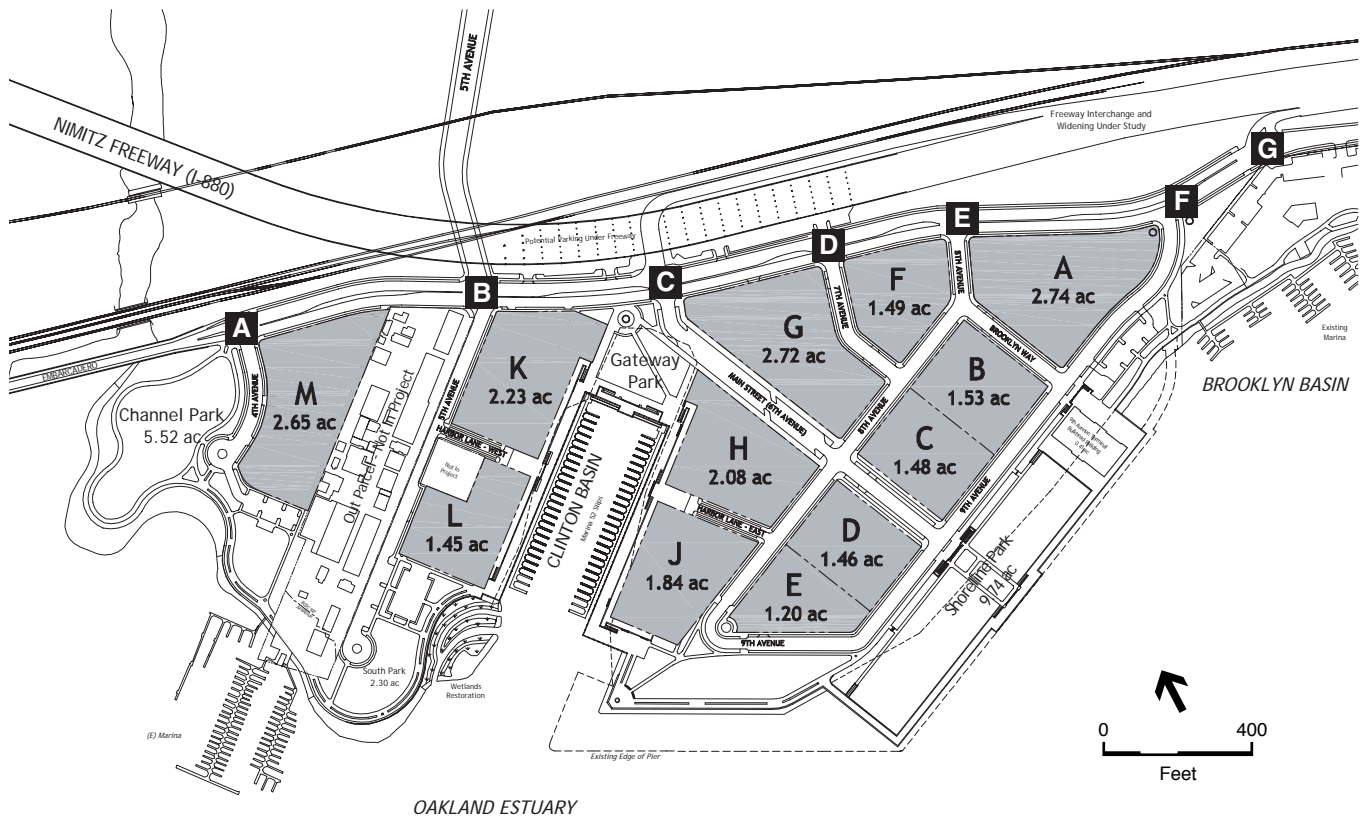 5TH AVENUE
NIMITZ FREEWAY (I-880)
Freeway Interchange and
Widening Under Study
G
F
E
D
C
B
A
Potential Parking Under Freeway
EMBARCADERO
4TH AVENUE
Channel Park
5.52 ac
M
2.65 ac
Out Parcel - Not In Project
5TH AVENUE
K
2.23 ac
HARBOR LANE - WEST
Not In
Project
L
1.45 ac
Gateway
Park
CLINTON BASIN
Marina 52 Slips
MAIN STREET (6TH AVENUE)
G
2.72 ac
7TH AVENUE
F
1.49 ac
8TH AVENUE
A
2.74 ac
BROOKLYN WAY
B
1.53 ac
C
1.48 ac
8TH AVENUE
H
2.08 ac
HARBOR LANE - EAST
J
1.84 ac
D
1.46 ac
E
1.20 ac
9TH AVENUE
9TH AVENUE
Shoreline Park
9.74 ac
Existing
Marina
BROOKLYN BASIN
South Park
2.30 ac
Wetlands
Restoration
(E) Marina
Existing Edge of Pier
OAKLAND ESTUARY
0
400
Feet